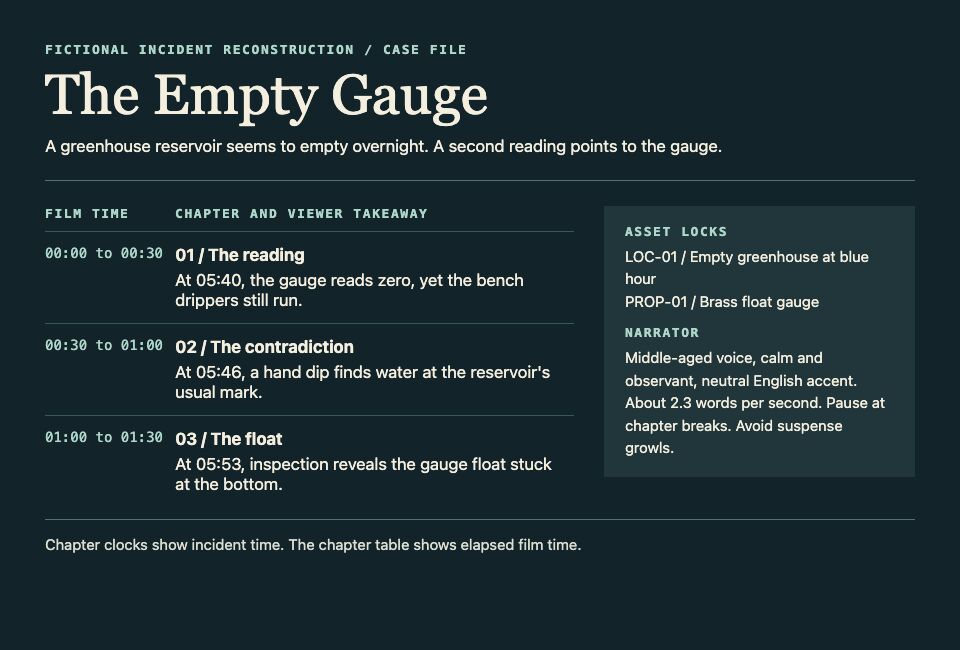 FICTIONAL INCIDENT RECONSTRUCTION / CASE FILE
The Empty Gauge
A greenhouse reservoir seems to empty overnight. A second reading points to the gauge.
FILM TIME
CHAPTER AND VIEWER TAKEAWAY
00:00 to 00:30
01 / The reading
At 05:40, the gauge reads zero, yet the bench
drippers still run.
00:30 to 01:00
02 / The contradiction
At 05:46, a hand dip finds water at the reservoir's
usual mark.
01:00 to 01:30
03 / The float
At 05:53, inspection reveals the gauge float stuck
at the bottom.
ASSET LOCKS
LOC-01 / Empty greenhouse at blue
hour
PROP-01 / Brass float gauge
NARRATOR
Middle-aged voice, calm and
observant, neutral English accent.
About 2.3 words per second. Pause at
chapter breaks. Avoid suspense
growls.
Chapter clocks show incident time. The chapter table shows elapsed film time.